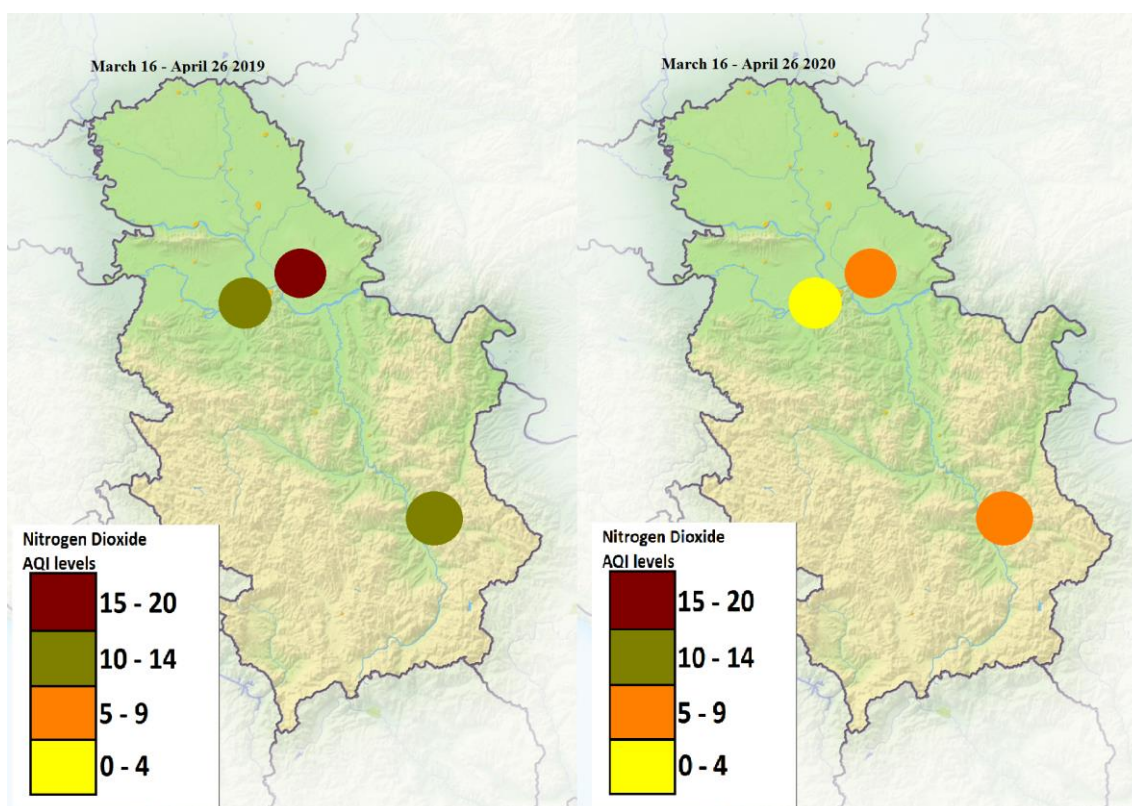 March 16 - April 26 2019
Nitrogen Dioxide
AQI levels
15 - 20
10 - 14
5 - 9
0 - 4
March 16 - April 26 2020
Nitrogen Dioxide
AQI levels
15 - 20
10 - 14
5 - 9
0 - 4